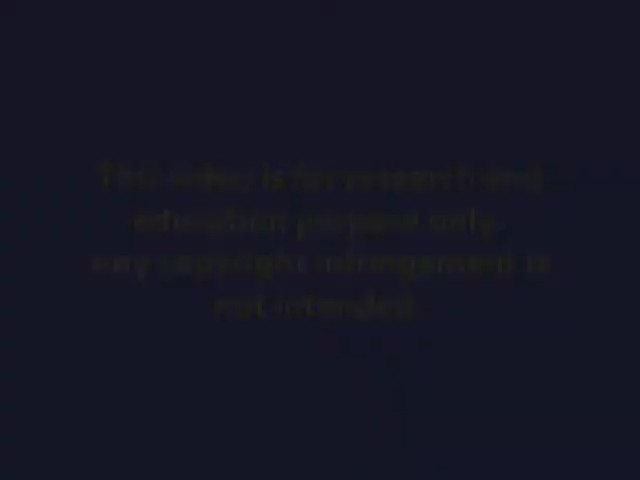 This video is for research and
education purpose only.
any copyright infringement is
not intended.